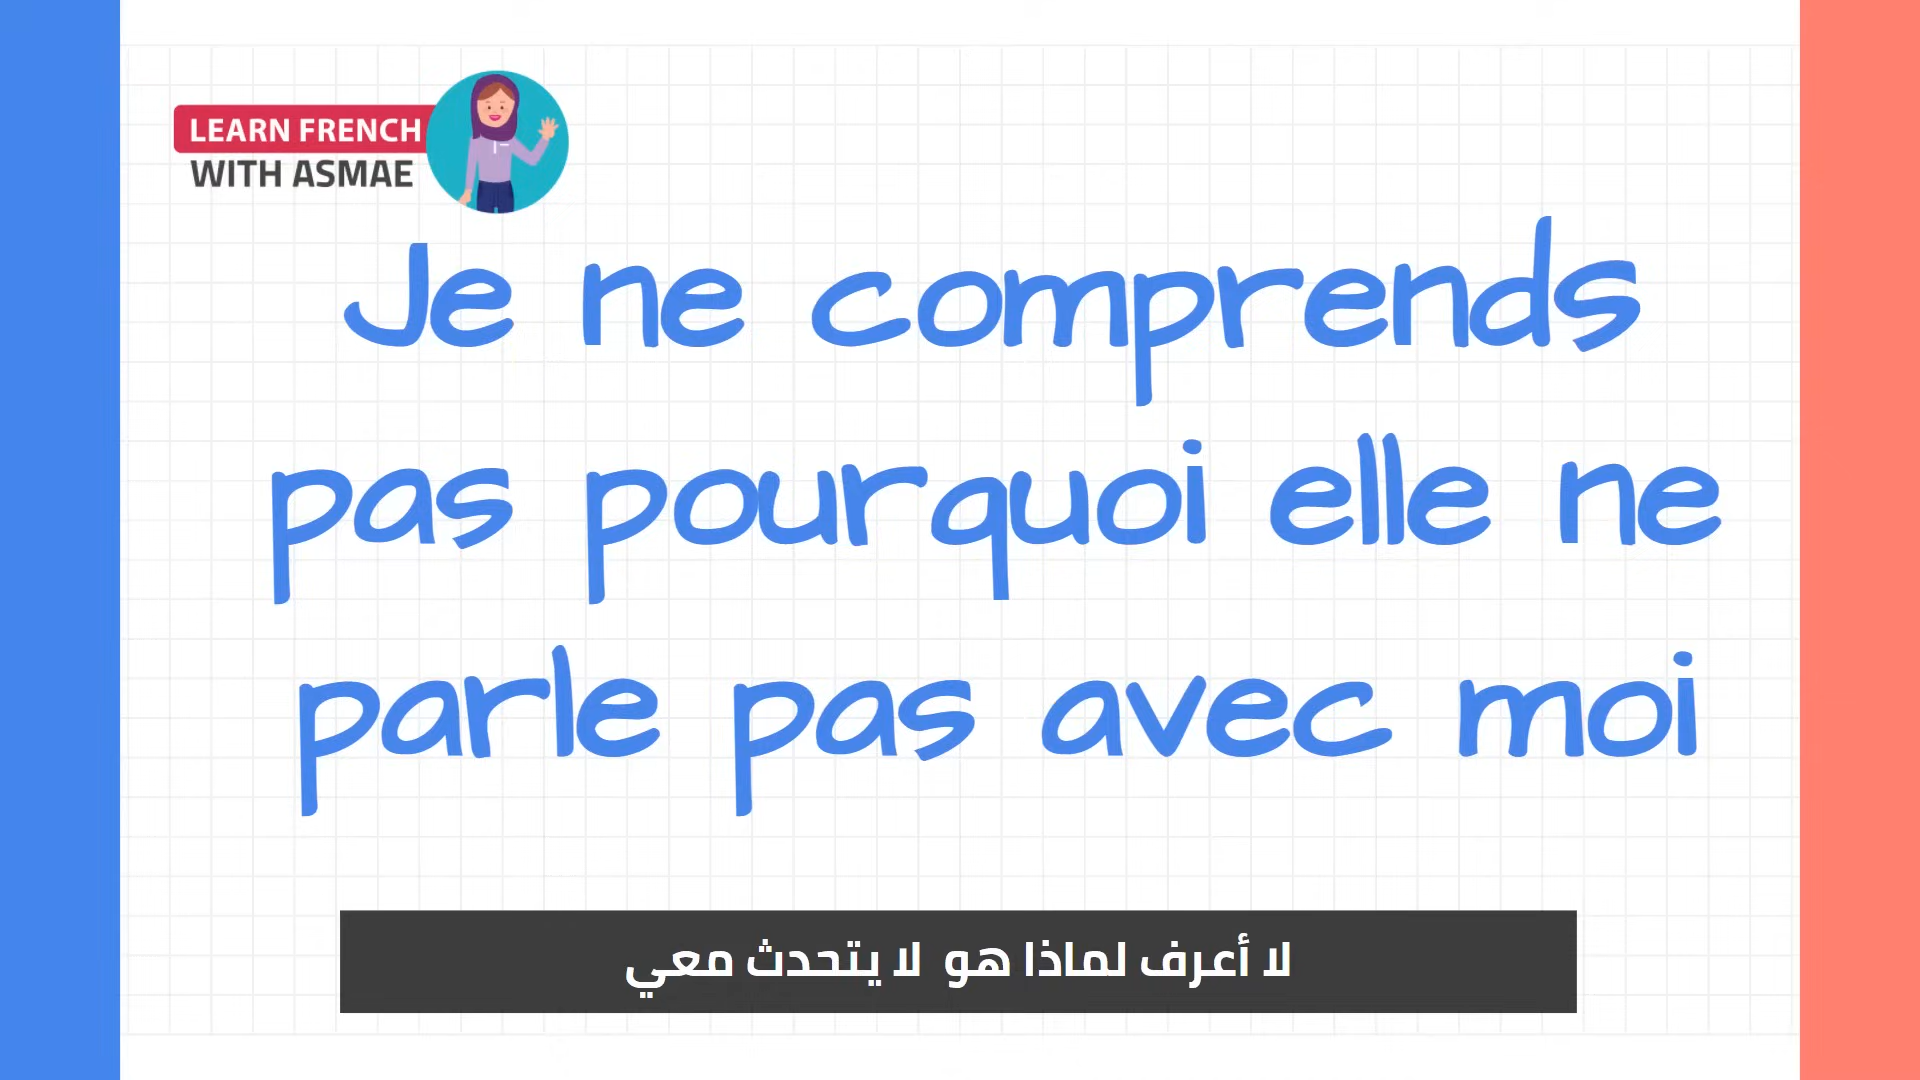 LEARN FRENCH
WITH ASMAE
Je ne comprends
pas pourquoi elle ne
parle pas avec moi
لا أعرف لماذا هو لا يتحدث معي